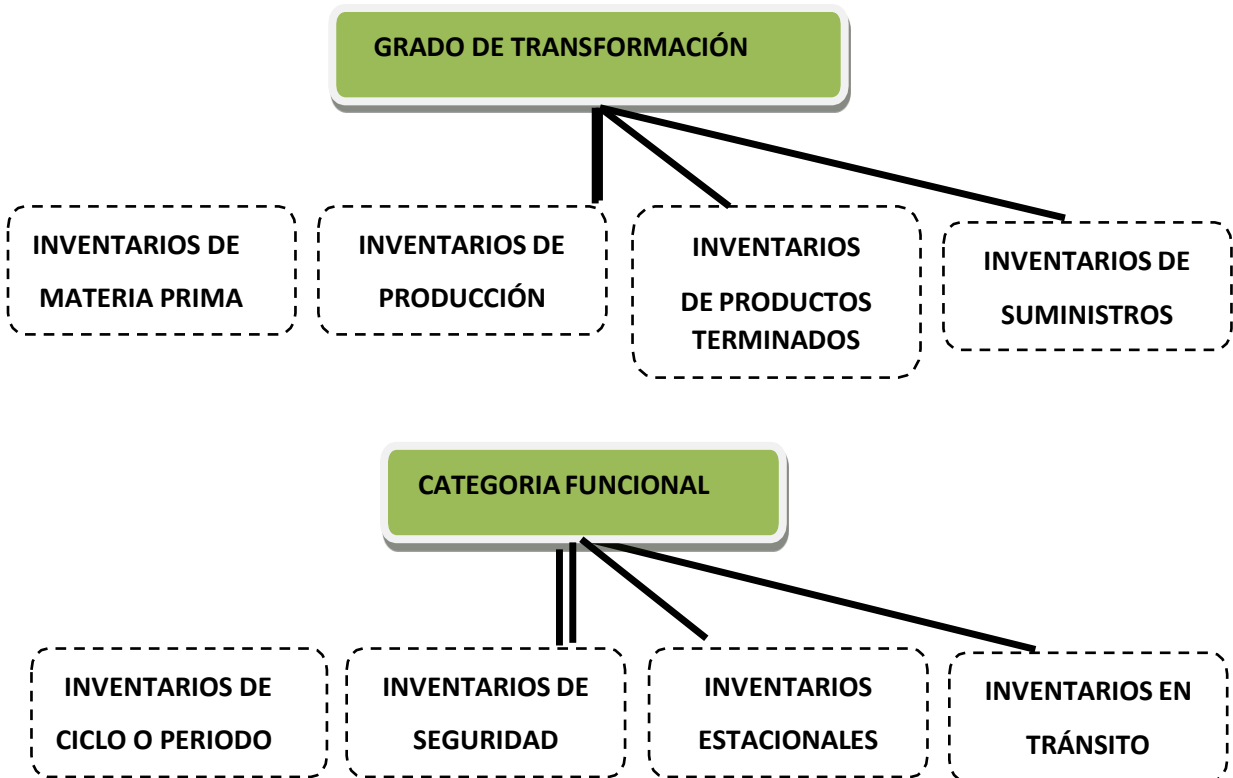 GRADO DE TRANSFORMACIÓN
INVENTARIOS DE
MATERIA PRIMA
INVENTARIOS DE
PRODUCCIÓN
INVENTARIOS
DE PRODUCTOS
TERMINADOS
INVENTARIOS DE
SUMINISTROS
CATEGORIA FUNCIONAL
INVENTARIOS DE
CICLO O PERIODO
INVENTARIOS DE
SEGURIDAD
INVENTARIOS
ESTACIONALES
INVENTARIOS EN
TRÁNSITO